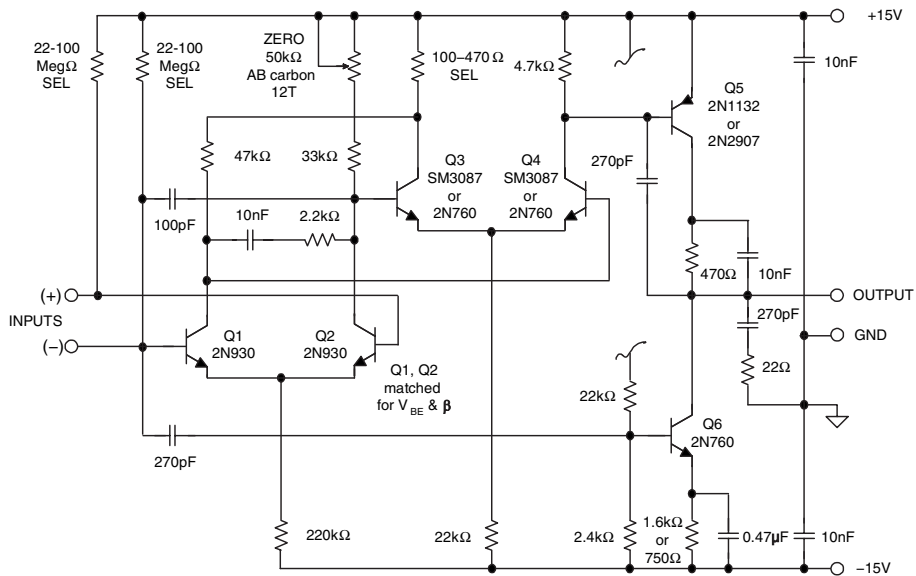 +15V
22-100
MegΩ
SEL
22-100
MegΩ
SEL
ZERO
50kΩ
AB carbon
12T
100–470 Ω
SEL
4.7kΩ
10nF
Q5
2N1132
or
2N2907
47kΩ
33kΩ
Q3
SM3087
or
2N760
Q4
SM3087
or
2N760
270pF
100pF
10nF
2.2kΩ
470Ω
10nF
(+)
INPUTS
(−)
OUTPUT
270pF
GND
Q1
2N930
Q2
2N930
Q1, Q2
matched
for VBE & β
22Ω
22kΩ
Q6
2N760
270pF
220kΩ
22kΩ
2.4kΩ
1.6kΩ
or
750Ω
0.47μF
10nF
−15V